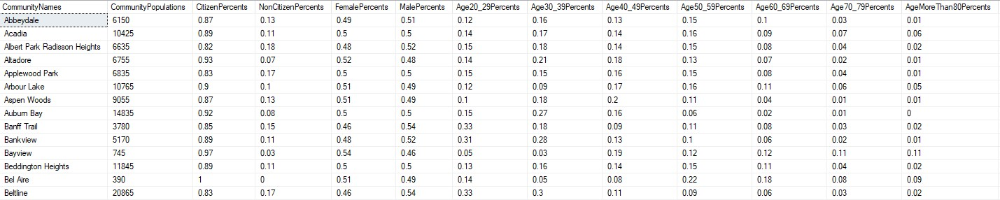 CommunityNames CommunityPopulations CitizenPercents NonCitizenPercents FemalePercents MalePercents Age20_29Percents Age30_39Percents Age40_49Percents Age50_59Percents Age60_69Percents Age70_79Percents AgeMoreThan80Percents
Abbeydale 6150 0.87 0.13 0.49 0.51 0.12 0.16 0.13 0.15 0.1 0.03 0.01
Acadia 10425 0.89 0.11 0.5 0.5 0.14 0.17 0.14 0.16 0.09 0.07 0.06
Albert Park Radisson Heights 6635 0.82 0.18 0.48 0.52 0.15 0.18 0.14 0.15 0.08 0.04 0.02
Altadore 6755 0.93 0.07 0.52 0.48 0.14 0.21 0.18 0.13 0.07 0.02 0.01
Applewood Park 6835 0.83 0.17 0.5 0.5 0.15 0.15 0.16 0.15 0.08 0.04 0.01
Arbour Lake 10765 0.9 0.1 0.51 0.49 0.12 0.09 0.17 0.16 0.11 0.06 0.05
Aspen Woods 9055 0.87 0.13 0.51 0.49 0.1 0.18 0.2 0.11 0.04 0.01 0.01
Auburn Bay 14835 0.92 0.08 0.5 0.5 0.15 0.27 0.16 0.06 0.02 0.01 0
Banff Trail 3780 0.85 0.15 0.46 0.54 0.33 0.18 0.09 0.11 0.08 0.03 0.02
Bankview 5170 0.89 0.11 0.48 0.52 0.31 0.28 0.13 0.1 0.06 0.02 0.01
Bayview 745 0.97 0.03 0.54 0.46 0.05 0.03 0.19 0.12 0.12 0.11 0.11
Beddington Heights 11845 0.89 0.11 0.5 0.5 0.13 0.16 0.14 0.15 0.11 0.04 0.02
Bel Aire 390 1 0 0.51 0.49 0.14 0.05 0.08 0.22 0.18 0.08 0.09
Beltline 20865 0.83 0.17 0.46 0.54 0.33 0.3 0.11 0.09 0.06 0.03 0.02